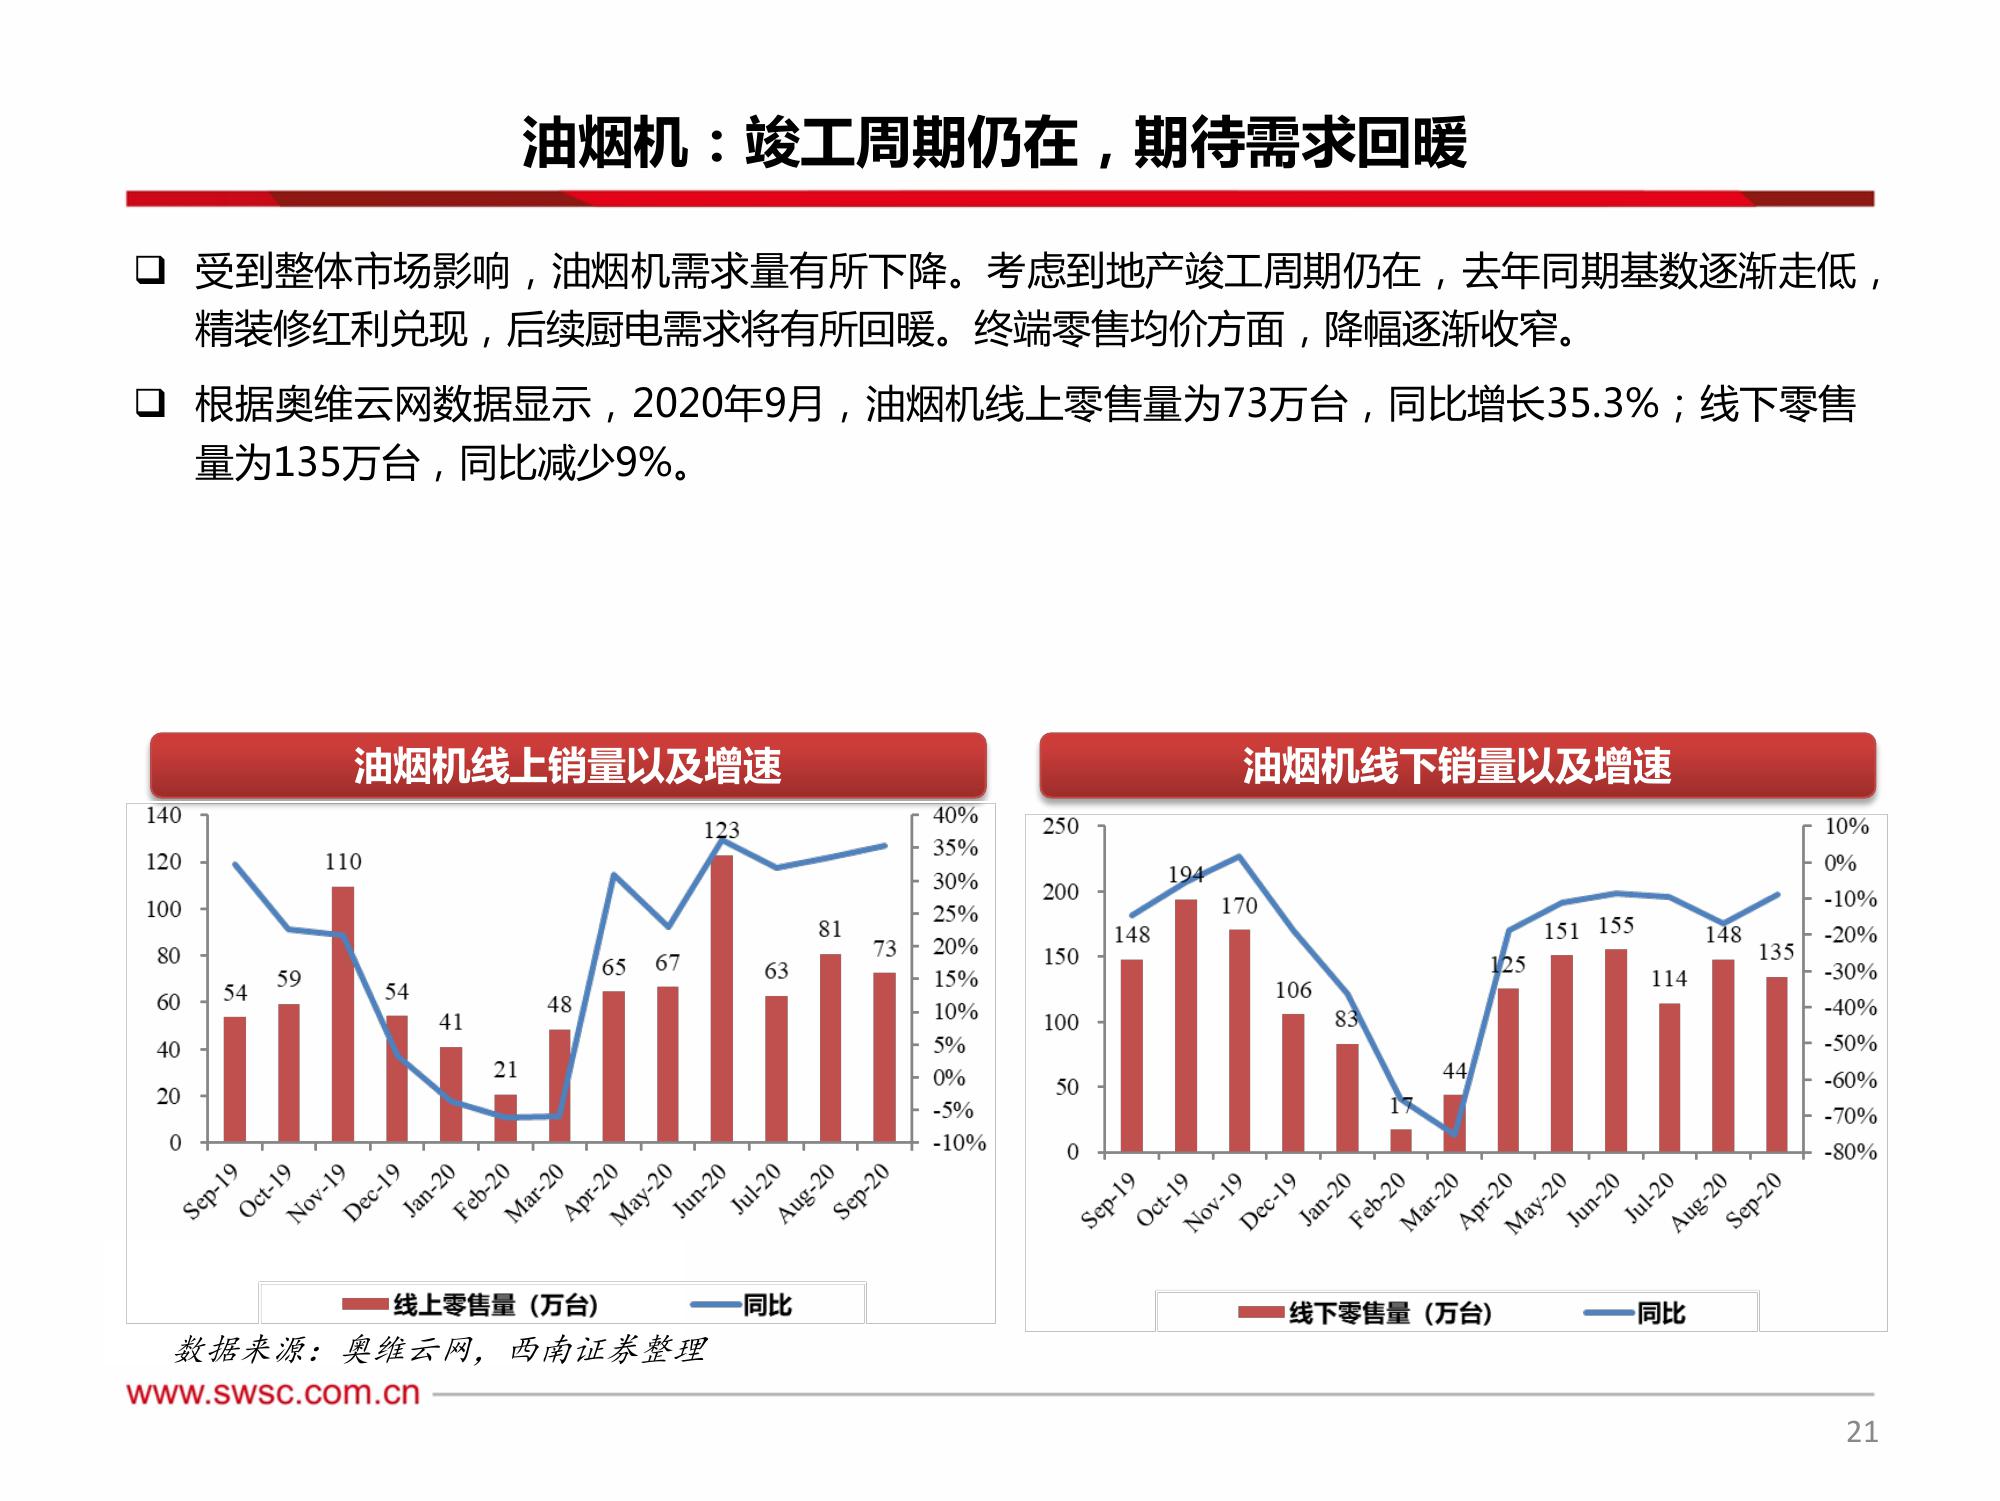 油烟机：竣工周期仍在，期待需求回暖
受到整体市场影响，油烟机需求量有所下降。考虑到地产竣工周期仍在，去年同期基数逐渐走低，
精装修红利兑现，后续厨电需求将有所回暖。终端零售均价方面，降幅逐渐收窄。
根据奥维云网数据显示，2020年9月，油烟机线上零售量为73万台，同比增长35.3%；线下零售
量为135万台，同比减少9%。
油烟机线上销量以及增速
140
120
100
80
60
40
20
0
40%
35%
30%
25%
20%
15%
10%
5%
0%
-5%
-10%
54
59
110
54
41
21
48
65
67
123
63
81
73
Sep-19
Oct-19
Nov-19
Dec-19
Jan-20
Feb-20
Mar-20
Apr-20
May-20
Jun-20
Jul-20
Aug-20
Sep-20
线上零售量（万台）
同比
油烟机线下销量以及增速
250
200
150
100
50
0
10%
0%
-10%
-20%
-30%
-40%
-50%
-60%
-70%
-80%
148
194
170
106
83
17
44
125
151
155
114
148
135
Sep-19
Oct-19
Nov-19
Dec-19
Jan-20
Feb-20
Mar-20
Apr-20
May-20
Jun-20
Jul-20
Aug-20
Sep-20
线下零售量（万台）
同比
数据来源：奥维云网，西南证券整理
www.swsc.com.cn
21